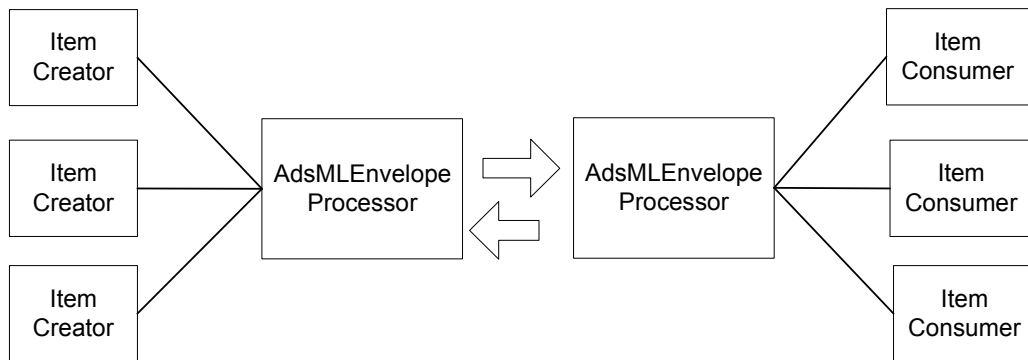 Item
Creator
Item
Creator
Item
Creator
AdsMLEnvelope
Processor
AdsMLEnvelope
Processor
Item
Consumer
Item
Consumer
Item
Consumer